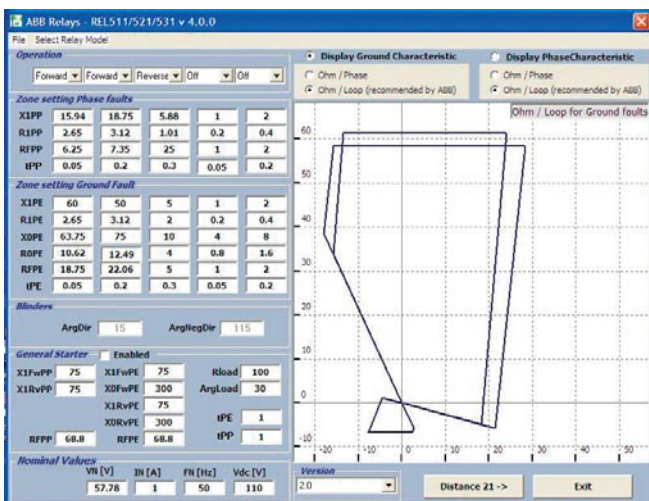 ABB Relays - REL511/521/531 v 4.0.0
File Select Relay Model
Operation
Forward Forward Reverse Off Off
Zone setting Phase faults
X1PP 15.94 18.75 5.88 1 2
R1PP 2.65 3.12 1.01 0.2 0.4
RFPP 6.25 7.35 25 1 2
tPP 0.05 0.2 0.3 0.05 0.2
Zone setting Ground Fault
X1PE 60 50 5 1 2
R1PE 2.65 3.12 2 0.2 0.4
X0PE 63.75 75 10 4 8
R0PE 10.62 12.49 4 0.8 1.6
RFPE 18.75 22.06 5 1 2
tPE 0.05 0.2 0.3 0.05 0.2
Blinders
ArgDir 15 ArgNegDir 115
General Starter Enabled
X1FwPP 75 X1FwPE 75 Rload 100
X1RvPP 75 X0FwPE 300 ArgLoad 30
X1RvPE 75
X0RvPE 300 tPE 1
RFPP 68.8 RFPE 68.8 tPP 1
Nominal Values
VN [V] IN [A] FN [Hz] Vdc [V]
57.78 1 50 110
Display Ground Characteristic
Ohm / Phase
Ohm / Loop (recommended by ABB)
Display PhaseCharacteristic
Ohm / Phase
Ohm / Loop (recommended by ABB)
Ohm / Loop for Ground faults
60
50
40
30
20
10
0
-10
-20 -10 0 10 20 30 40 50
Version
2.0
Distance 21 ->
Exit